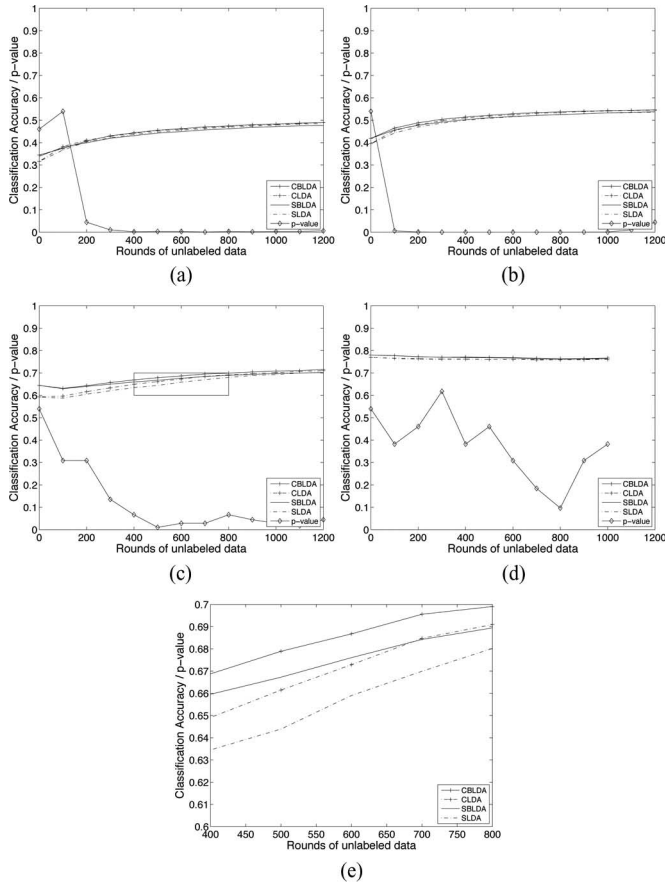 Classification Accuracy / p-value
1
0.9
0.8
0.7
0.6
0.5
0.4
0.3
0.2
0.1
0
0 200 400 600 800 1000 1200
Rounds of unlabeled data
CBLDA
CLDA
SBLDA
SLDA
p-value
(a)
Classification Accuracy / p-value
1
0.9
0.8
0.7
0.6
0.5
0.4
0.3
0.2
0.1
0
0 200 400 600 800 1000 1200
Rounds of unlabeled data
CBLDA
CLDA
SBLDA
SLDA
p-value
(b)
Classification Accuracy / p-value
1
0.9
0.8
0.7
0.6
0.5
0.4
0.3
0.2
0.1
0
0 200 400 600 800 1000 1200
Rounds of unlabeled data
CBLDA
CLDA
SBLDA
SLDA
p-value
(c)
Classification Accuracy / p-value
1
0.9
0.8
0.7
0.6
0.5
0.4
0.3
0.2
0.1
0
0 200 400 600 800 1000 1200
Rounds of unlabeled data
CBLDA
CLDA
SBLDA
SLDA
p-value
(d)
Classification Accuracy / p-value
0.7
0.69
0.68
0.67
0.66
0.65
0.64
0.63
0.62
0.61
0.6
400 450 500 550 600 650 700 750 800
Rounds of unlabeled data
CBLDA
CLDA
SBLDA
SLDA
(e)